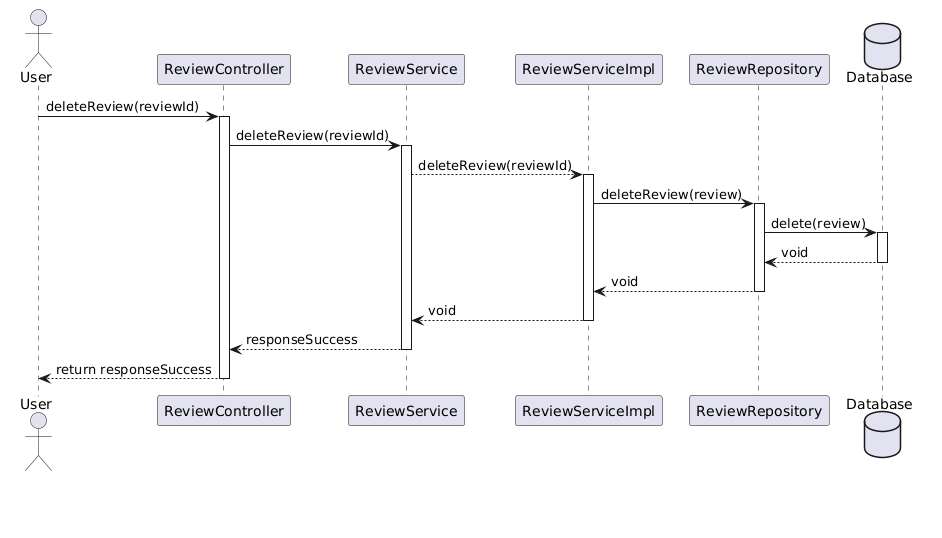 User
ReviewController
ReviewService
ReviewServiceImpl
ReviewRepository
Database
deleteReview(reviewId)
deleteReview(reviewId)
deleteReview(reviewId)
deleteReview(review)
delete(review)
void
void
void
responseSuccess
return responseSuccess
User
ReviewController
ReviewService
ReviewServiceImpl
ReviewRepository
Database